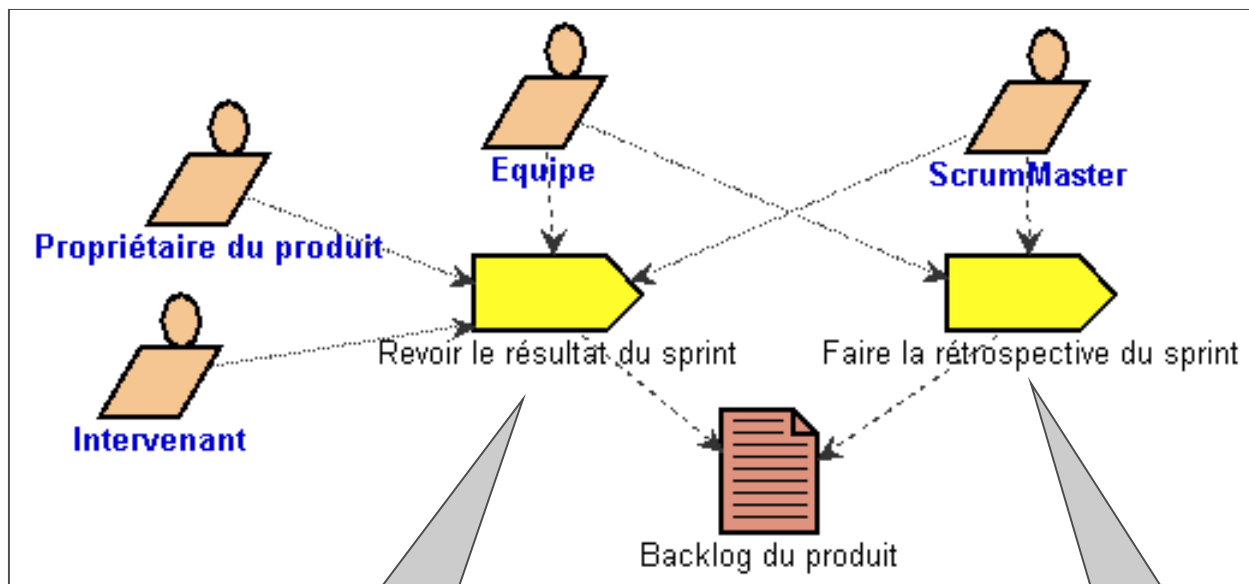 Equipe
ScrumMaster
Propriétaire du produit
Intervenant
Revoir le résultat du sprint
Faire la rétrospective du sprint
Backlog du produit